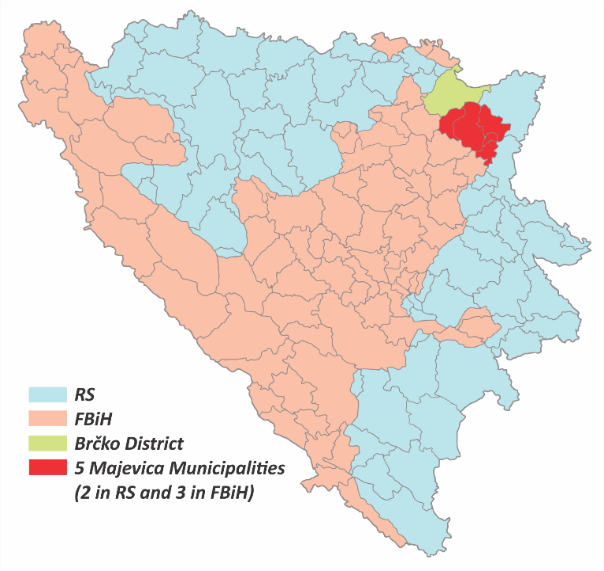 RS
FBiH
Brčko District
5 Majevica Municipalities
(2 in RS and 3 in FBiH)